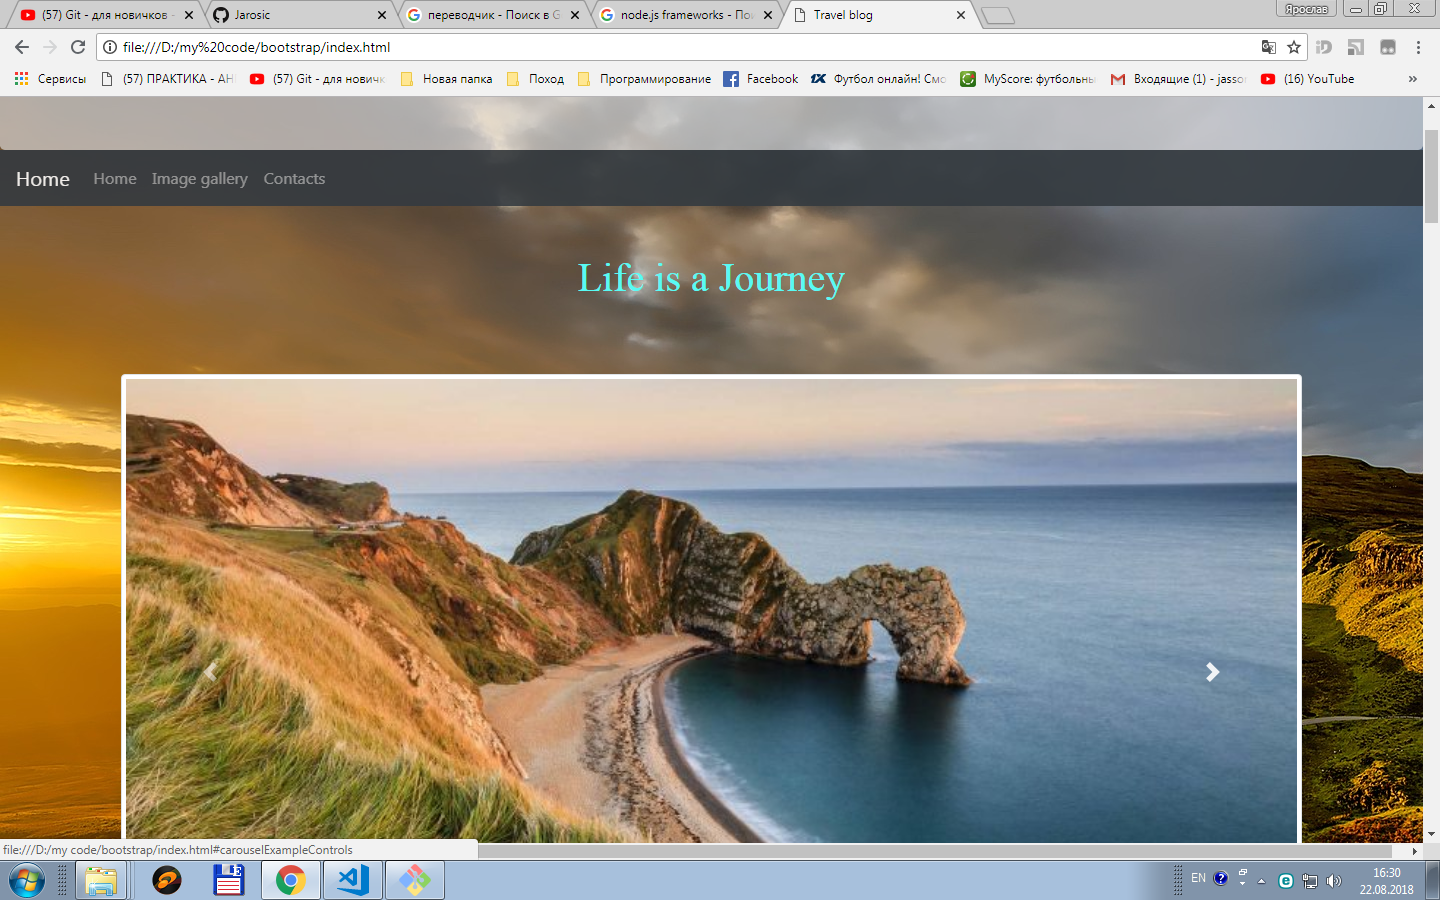 (57) Git - для новичков -
Jarosic
переводчик - Поиск в G
node.js frameworks - По
Travel blog
Ярослав
file:///D:/my%20code/bootstrap/index.html
Сервисы
(57) ПРАКТИКА - АН
(57) Git - для новичк
Новая папка
Поход
Программирование
Facebook
Футбол онлайн! Смо
MyScore: футбольны
Входящие (1) - jasso
(16) YouTube
Home
Home
Image gallery
Contacts
Life is a Journey
file:///D:/my code/bootstrap/index.html#carouselExampleControls
EN
16:30
22.08.2018